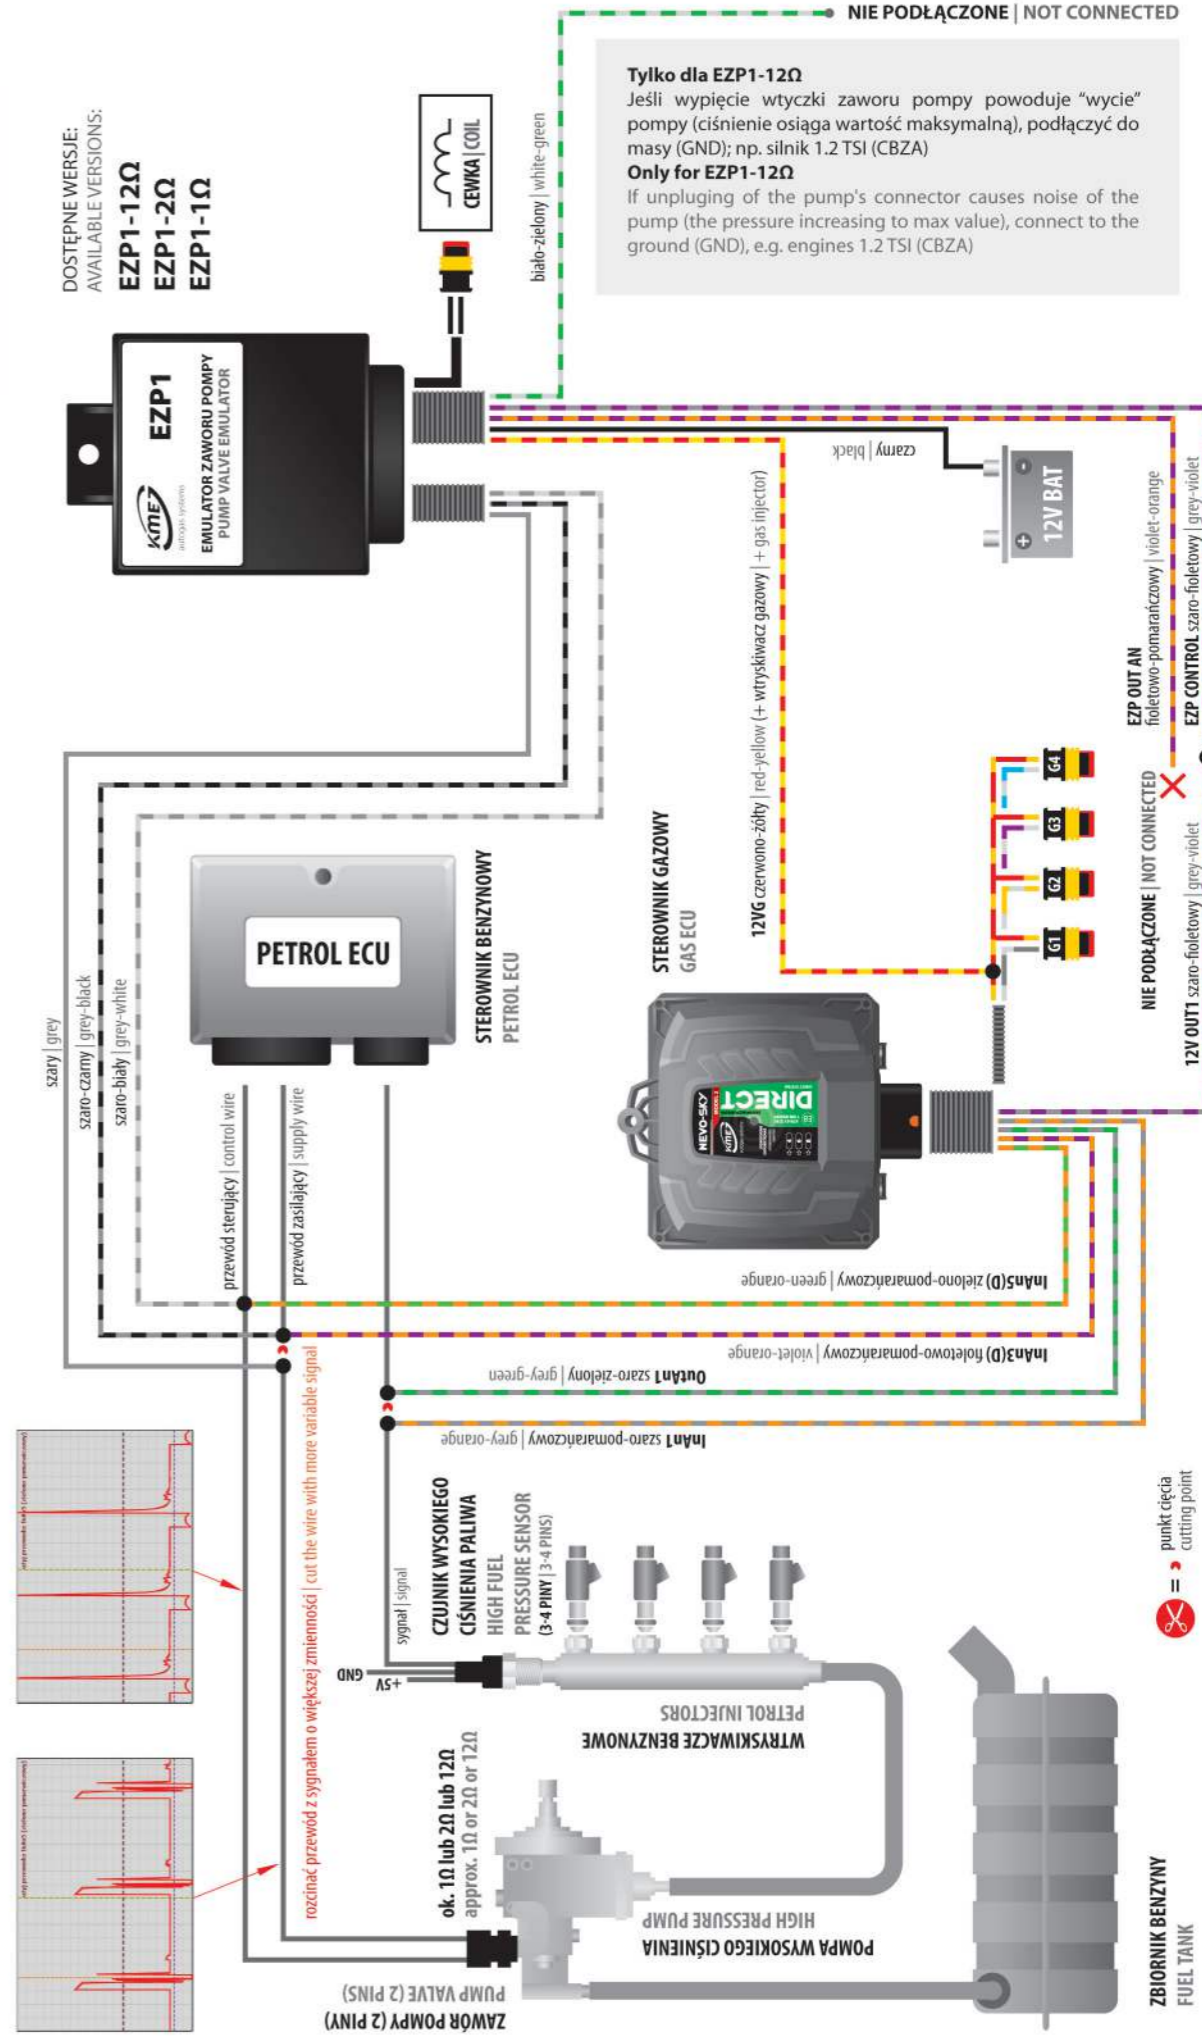 NIE PODŁĄCZONE | NOT CONNECTED
Tylko dla EZP1-12Ω
Jeśli wypięcie wtyczki zaworu pompy powoduje “wycie”
pompy (ciśnienie osiąga wartość maksymalną), podłączyć do
masy (GND); np. silnik 1.2 TSI (CBZA)
Only for EZP1-12Ω
If unpluging of the pump's connector causes noise of the
pump (the pressure increasing to max value), connect to the
ground (GND), e.g. engines 1.2 TSI (CBZA)
DOSTĘPNE WERSJE:
AVAILABLE VERSIONS:
EZP1-12Ω
EZP1-2Ω
EZP1-1Ω
CEWKA | COIL
biało-zielony | white-green
KME
autogas systems
EZP1
EMULATOR ZAWORU POMPY
PUMP VALVE EMULATOR
czarny | black
12V BAT
+
-
12VG czerwono-żółty | red-yellow (+ wtryskiwacz gazowy | + gas injector)
EZP OUT AN
fioletowo-pomarańczowy | violet-orange
EZP CONTROL szaro-fioletowy | grey-violet
NIE PODŁĄCZONE | NOT CONNECTED
12V OUT1 szaro-fioletowy | grey-violet
G1
G2
G3
G4
szary | grey
szaro-czarny | grey-black
szaro-biały | grey-white
PETROL ECU
STEROWNIK BENZYNOWY
PETROL ECU
przewód sterujący | control wire
przewód zasilający | supply wire
STEROWNIK GAZOWY
GAS ECU
NEVO-SKY
KME
DIRECT
InAn5(D) zielono-pomarańczowy | green-orange
InAn3(D) fioletowo-pomarańczowy | violet-orange
OutAn1 szaro-zielony | grey-green
InAn1 szaro-pomarańczowy | grey-orange
rozcinać przewód z sygnałem o większej zmienności | cut the wire with more variable signal
sygnał | signal
GND
+5V
CZUJNIK WYSOKIEGO
CIŚNIENIA PALIWA
HIGH FUEL
PRESSURE SENSOR
(3-4 PINY | 3-4 PINS)
WTRYSKIWACZE BENZYNOWE
PETROL INJECTORS
ok. 1Ω lub 2Ω lub 12Ω
approx. 1Ω or 2Ω or 12Ω
POMPA WYSOKIEGO CIŚNIENIA
HIGH PRESSURE PUMP
ZAWÓR POMPY (2 PINY)
PUMP VALVE (2 PINS)
ZBIORNIK BENZYNY
FUEL TANK
=
punkt cięcia
cutting point